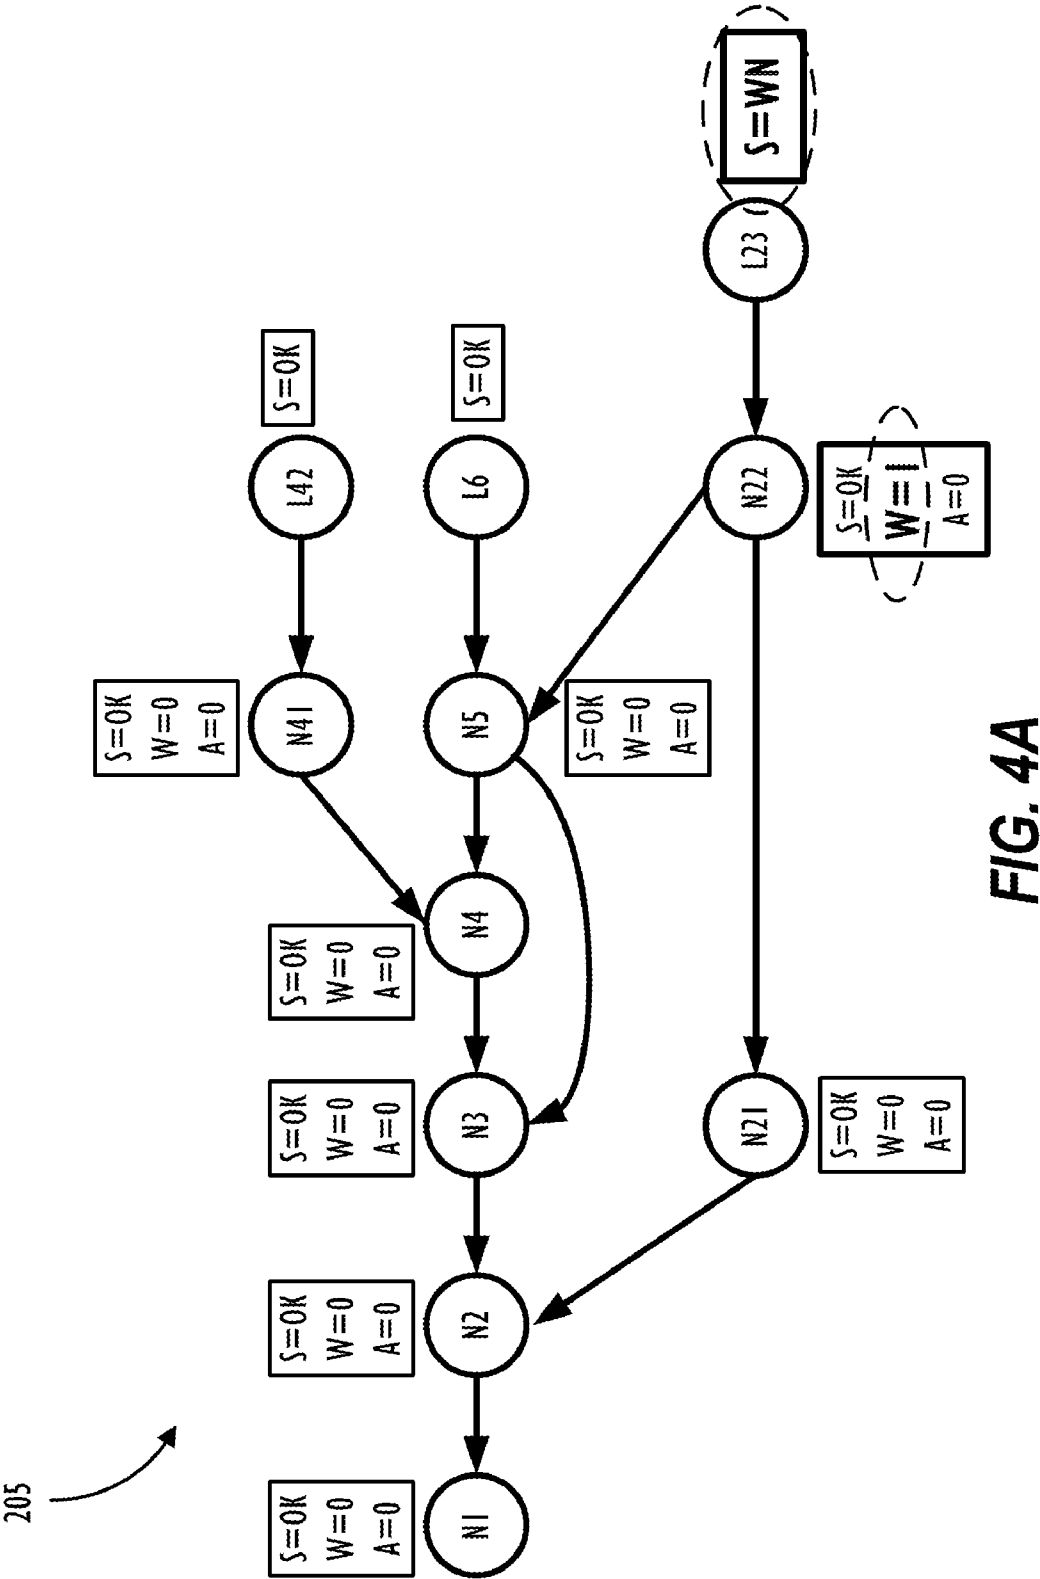 205
S=OK
W=0
A=0
N1
S=OK
W=0
A=0
N2
S=OK
W=0
A=0
N3
S=OK
W=0
A=0
N4
S=OK
W=0
A=0
N41
L42
S=OK
N5
S=OK
W=0
A=0
L6
S=OK
N21
S=OK
W=0
A=0
N22
S=OK
W=1
A=0
L23
S=WN
FIG. 4A